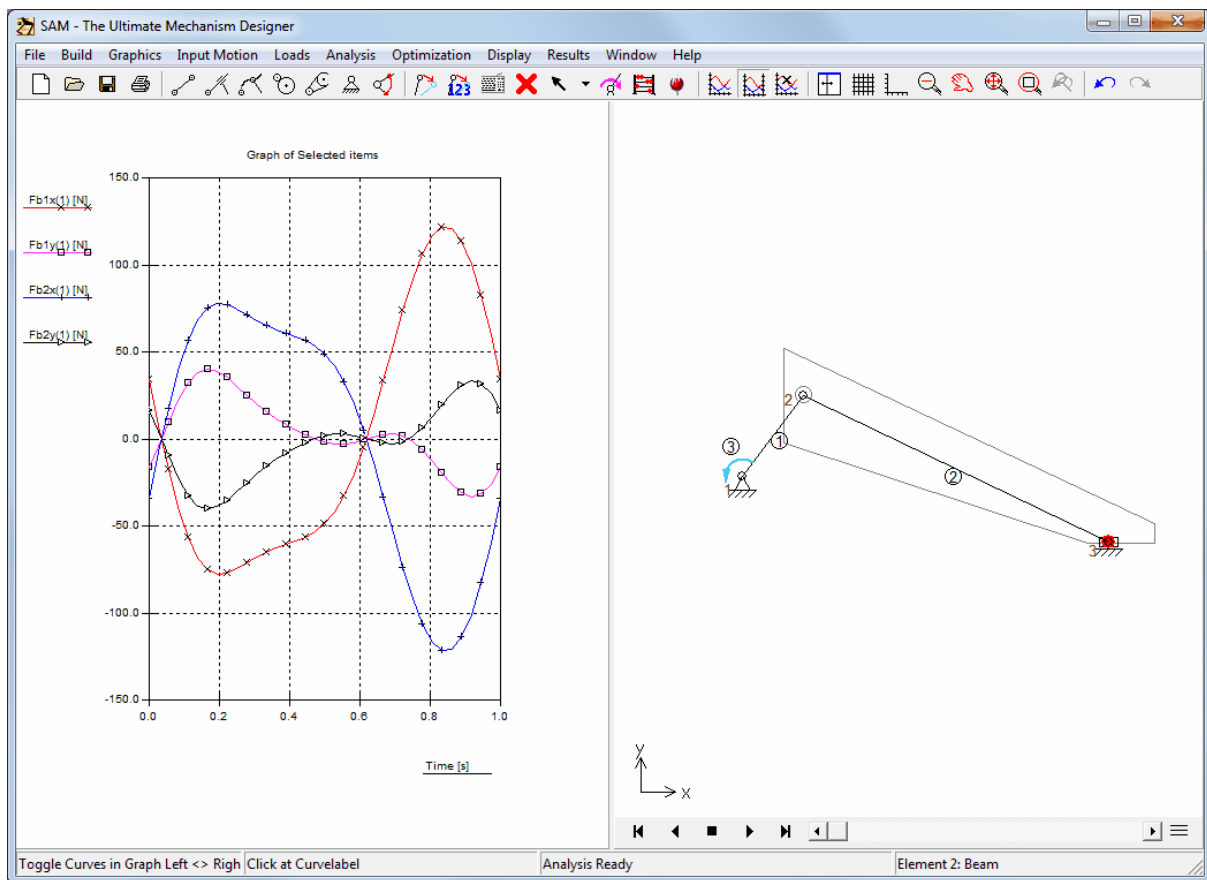 SAM - The Ultimate Mechanism Designer
File Build Graphics Input Motion Loads Analysis Optimization Display Results Window Help
123
Graph of Selected items
Fb1x(1) [N]
Fb1y(1) [N]
Fb2x(1) [N]
Fb2y(1) [N]
150.0
100.0
50.0
0.0
-50.0
-100.0
-150.0
0.0 0.2 0.4 0.6 0.8 1.0
Time [s]
2
3 1
1
2
3
y
x
Toggle Curves in Graph Left <> Righ Click at Curvelabel Analysis Ready Element 2: Beam